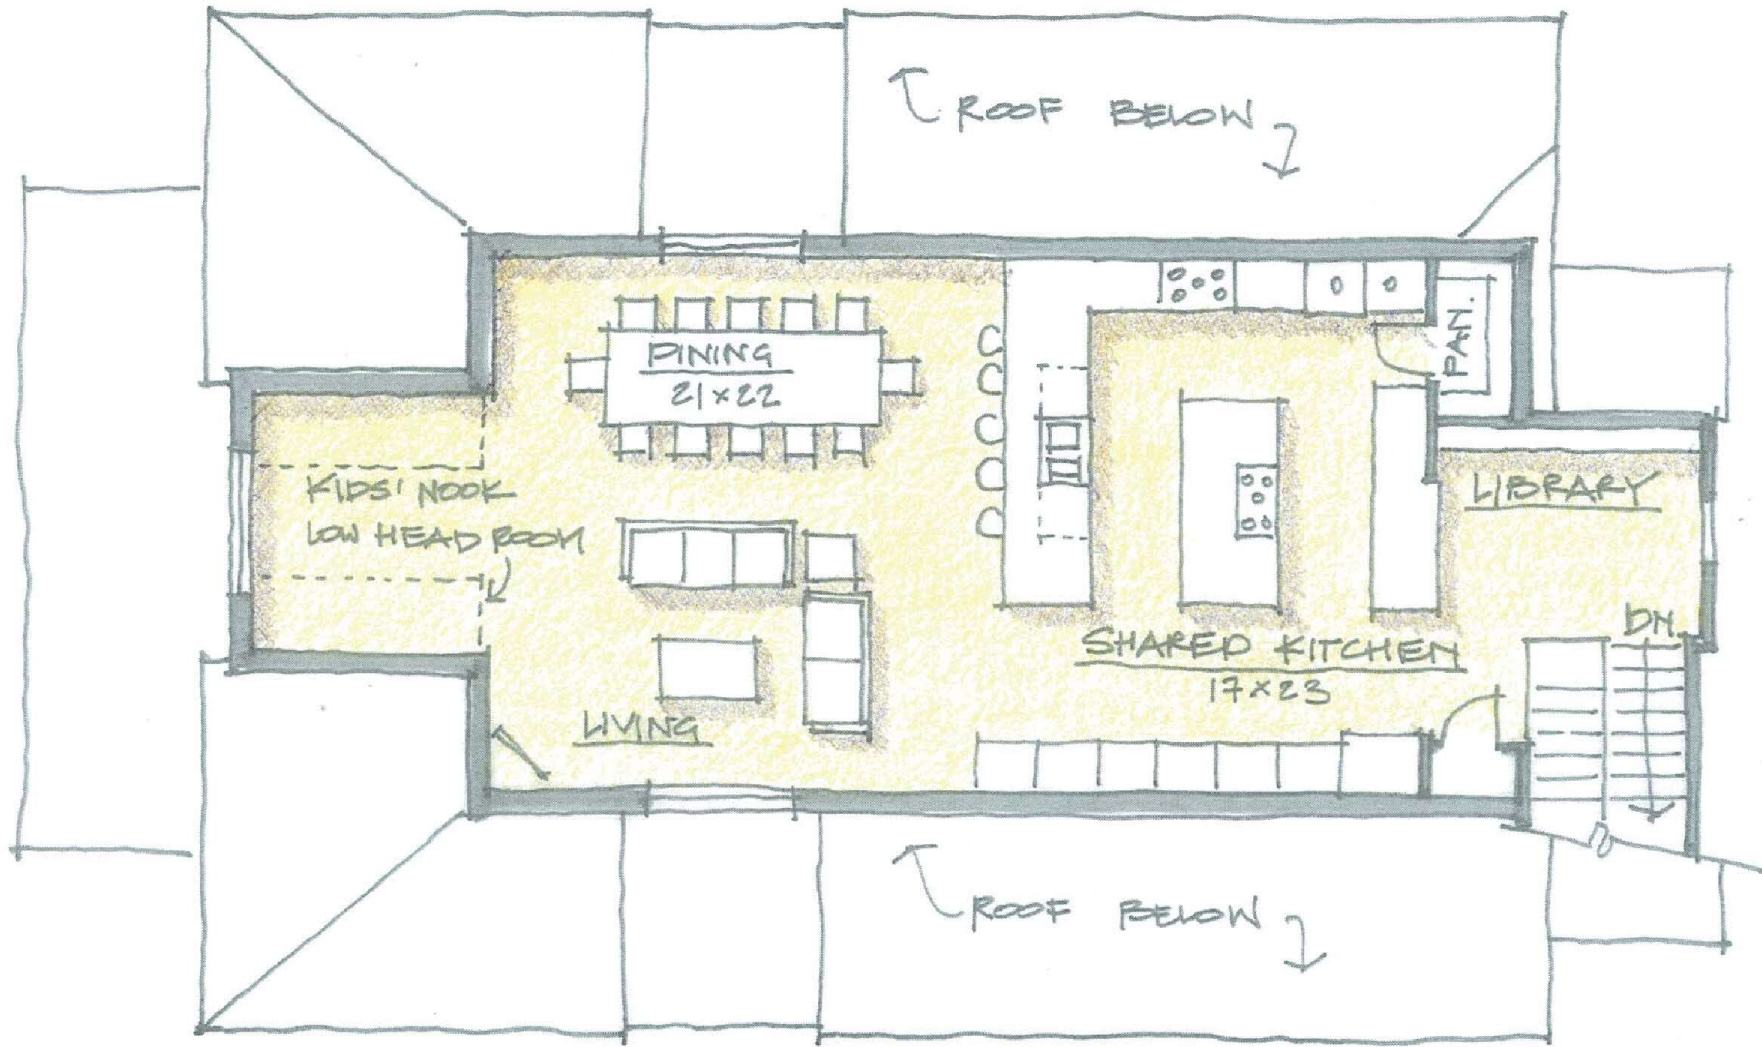 ROOF BELOW
DINING
21×22
PAN.
KIDS' NOOK
LOW HEAD ROOM
LIBRARY
DN.
SHARED KITCHEN
17×23
LIVING
ROOF BELOW